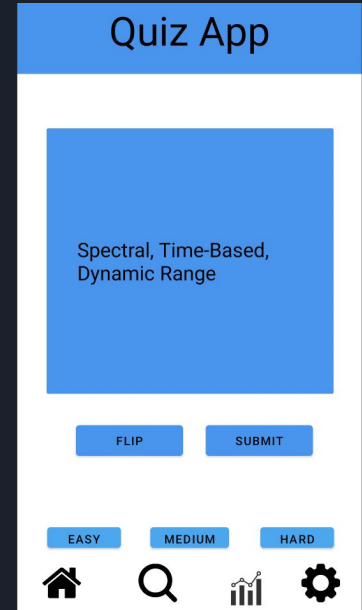 Quiz App
Spectral, Time-Based,
Dynamic Range
FLIP
SUBMIT
EASY
MEDIUM
HARD